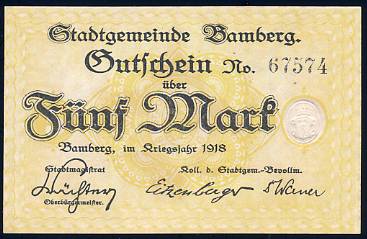 Stadtgemeinde Bamberg.
Gutschein No. 67574
über
Fünf Mark
Bamberg, im Kriegsjahr 1918
Stadtmagistrat Koll. d. Stadtgem.-Bevollm.
Oberbürgermeister.